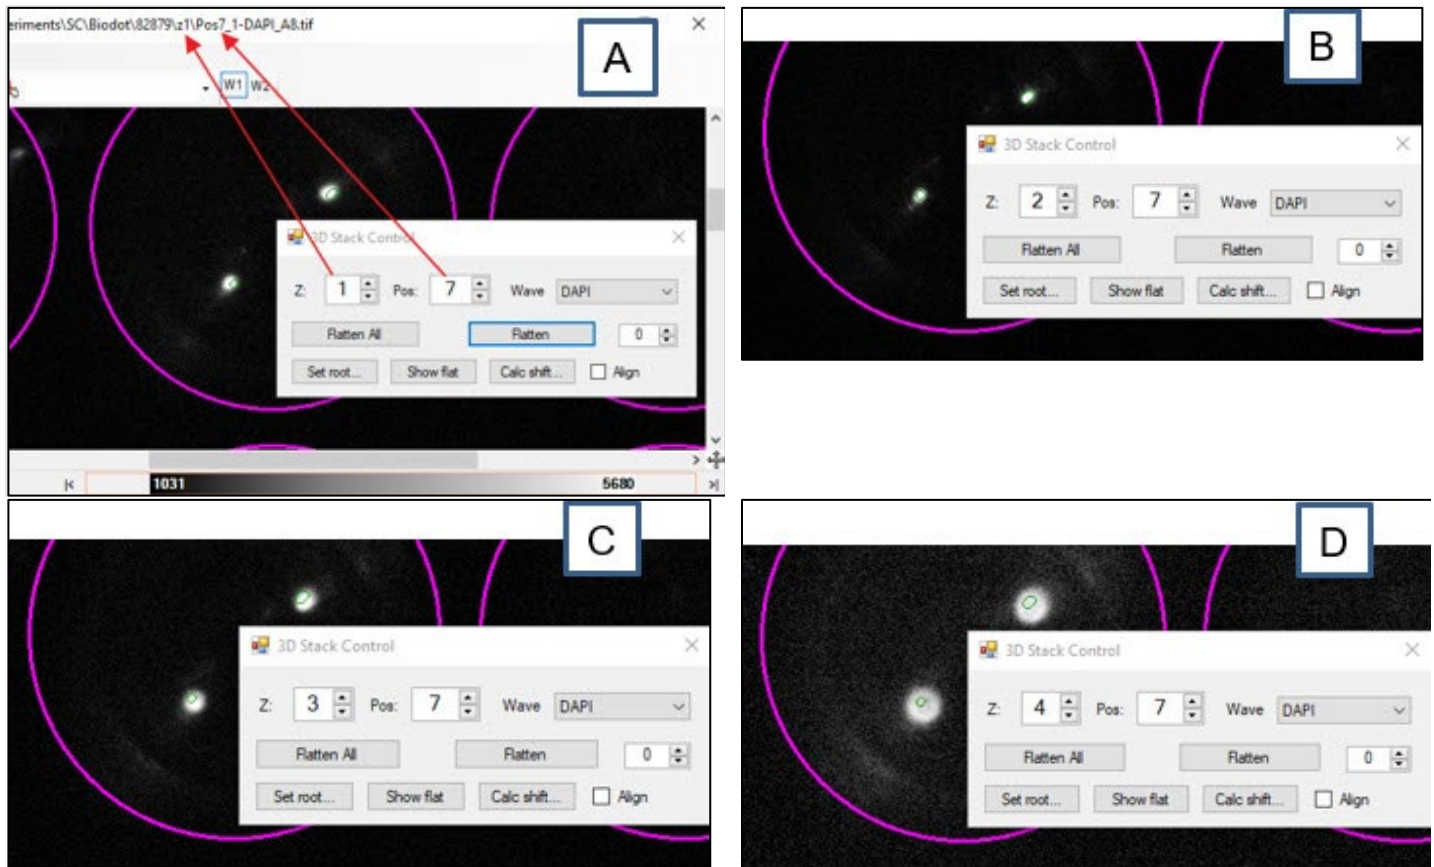 eriments\SC\Biodot\82879\z1\Pos7_1-DAPI_A8.tif
A
W1 W2
3D Stack Control
Z: 1 Pos: 7 Wave DAPI
Flatten All Flatten 0
Set root... Show flat Calc shift... Align
1031 5680
B
3D Stack Control
Z: 2 Pos: 7 Wave DAPI
Flatten All Flatten 0
Set root... Show flat Calc shift... Align
C
3D Stack Control
Z: 3 Pos: 7 Wave DAPI
Flatten All Flatten 0
Set root... Show flat Calc shift... Align
D
3D Stack Control
Z: 4 Pos: 7 Wave DAPI
Flatten All Flatten 0
Set root... Show flat Calc shift... Align